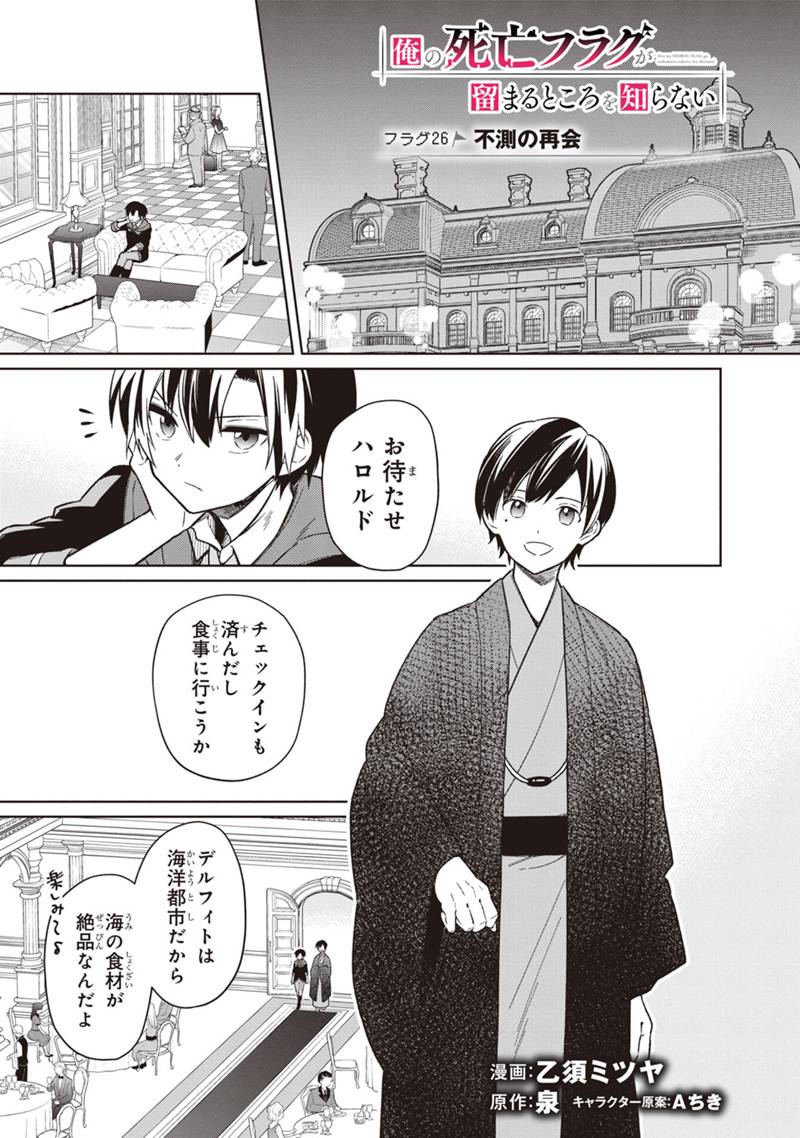 俺の死亡フラグが
留まるところを知らない
フラグ26 不測の再会
お待たせ
ハロルド
チェックインも
済んだし
食事に行こうか
デルフィトは
海洋都市だから
海の食材が
絶品なんだよ
楽しみ〜♪
漫画:乙須ミツヤ
原作:泉 キャラクター原案:Aちき